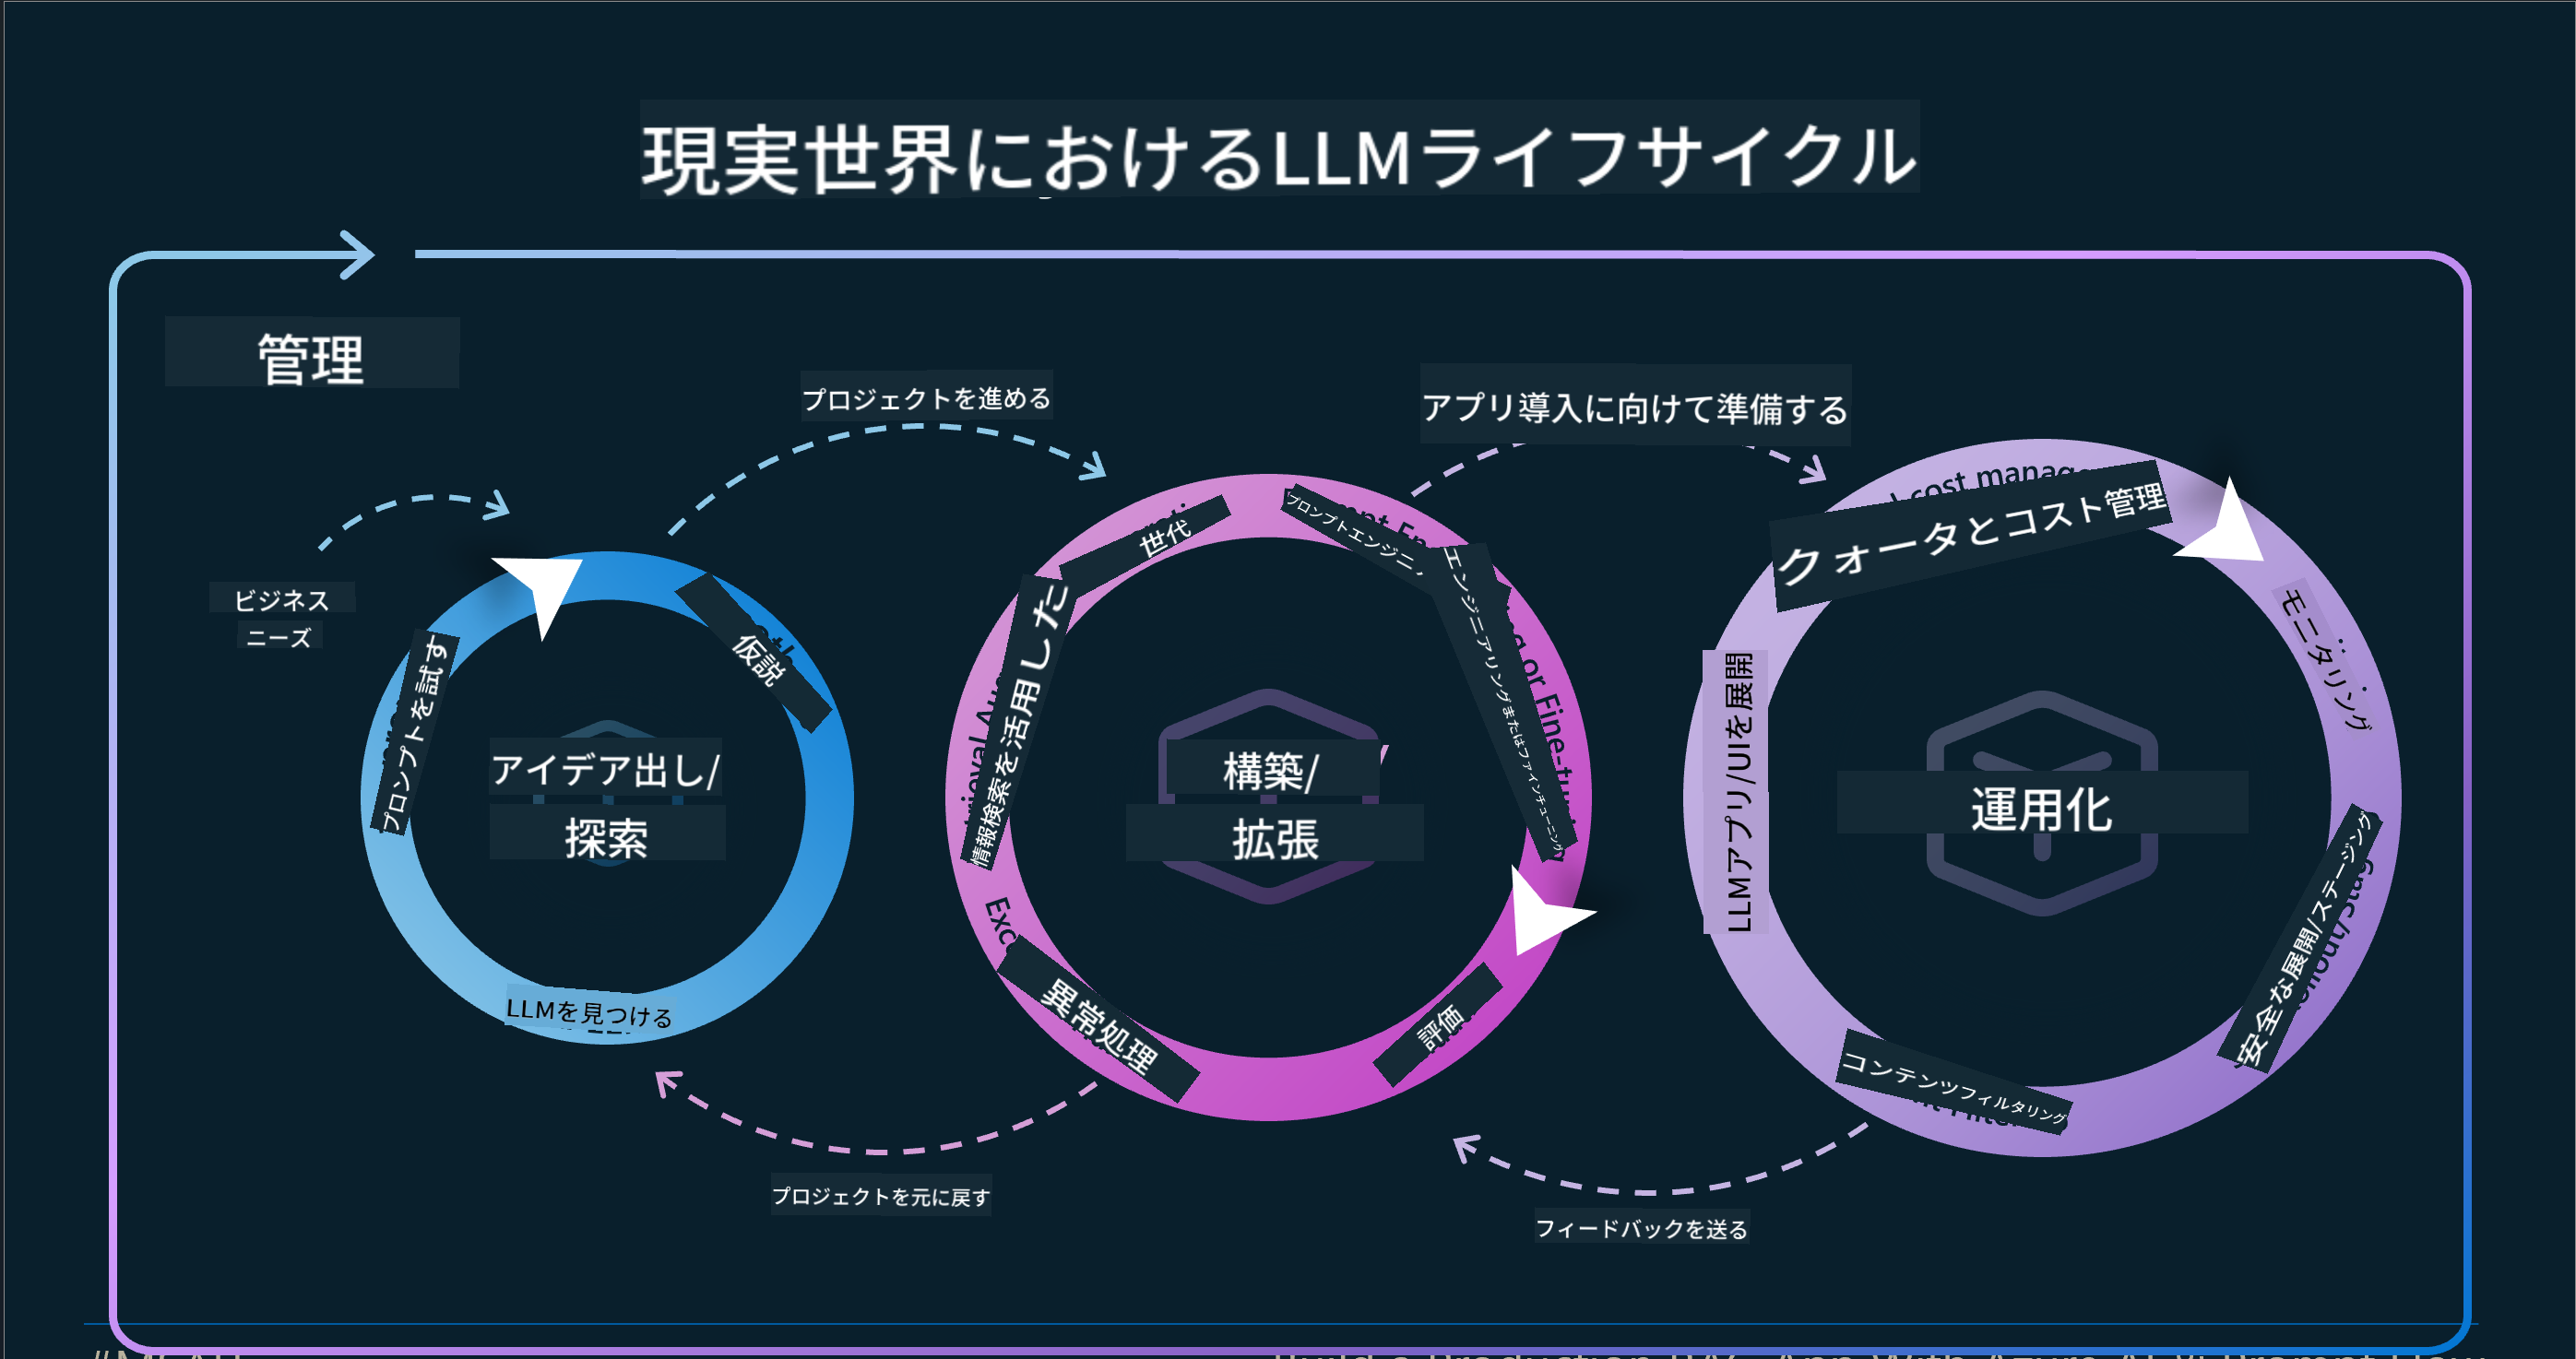 現実世界におけるLLMライフサイクル
管理
プロジェクトを進める
アプリ導入に向けて準備する
ビジネス
ニーズ
プロンプトを試す
仮説
アイデア出し/
探索
LLMを見つける
世代
情報検索を活用した
プロンプトエンジニ
エンジニアリングまたはファインチューニング
or Fine-tu
構築/
拡張
Exc
異常処理
評価
cost manag
クォータとコスト管理
モニタリング
LLMアプリ/UIを展開
運用化
安全な展開/ステージング
コンテンツフィルタリング
プロジェクトを元に戻す
フィードバックを送る